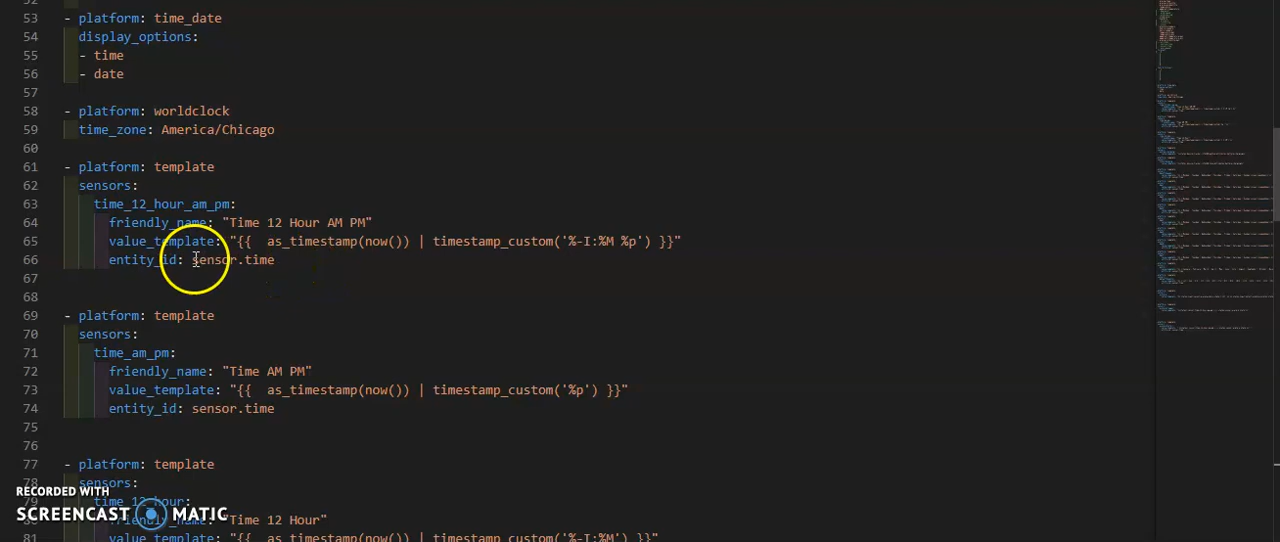 52
53 - platform: time_date
54 display_options:
55 - time
56 - date
57
58 - platform: worldclock
59 time_zone: America/Chicago
60
61 - platform: template
62 sensors:
63 time_12_hour_am_pm:
64 friendly_name: "Time 12 Hour AM PM"
65 value_template: "{{  as_timestamp(now()) | timestamp_custom('%-I:%M %p') }}"
66 entity_id: sensor.time
67
68
69 - platform: template
70 sensors:
71 time_am_pm:
72 friendly_name: "Time AM PM"
73 value_template: "{{  as_timestamp(now()) | timestamp_custom('%p') }}"
74 entity_id: sensor.time
75
76
77 - platform: template
78 sensors:
RECORDED WITH
79 time_12_hour:
SCREENCAST MATIC
80 friendly_name: "Time 12 Hour"
81 value_template: "{{  as_timestamp(now()) | timestamp_custom('%-I:%M') }}"